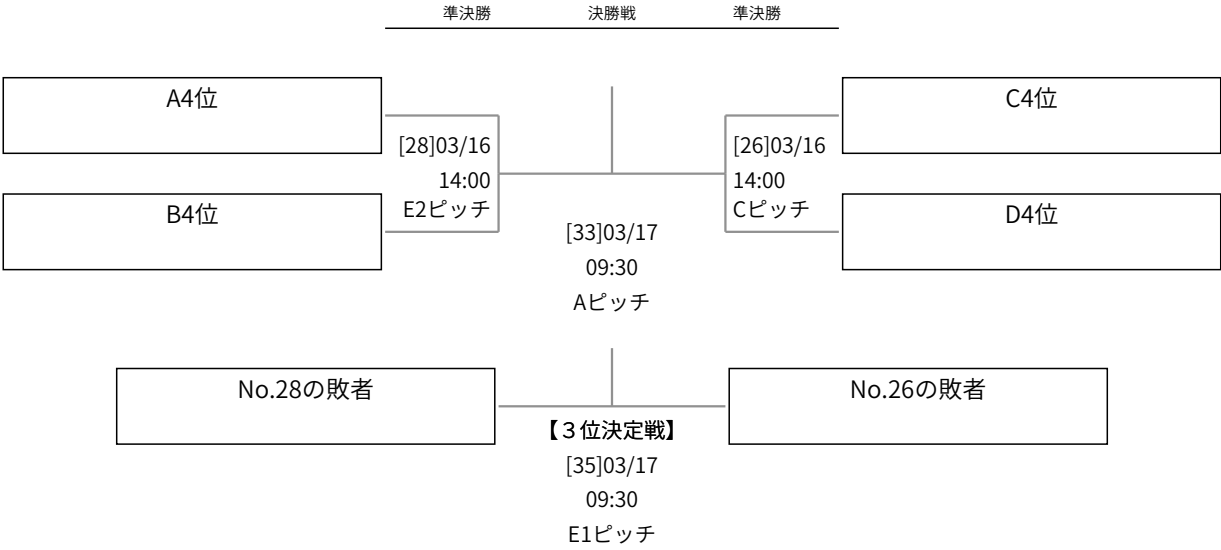 準決勝 決勝戦 準決勝
A4位
C4位
[28]03/16
14:00
E2ピッチ
[26]03/16
14:00
Cピッチ
B4位
D4位
[33]03/17
09:30
Aピッチ
No.28の敗者
No.26の敗者
【３位決定戦】
[35]03/17
09:30
E1ピッチ